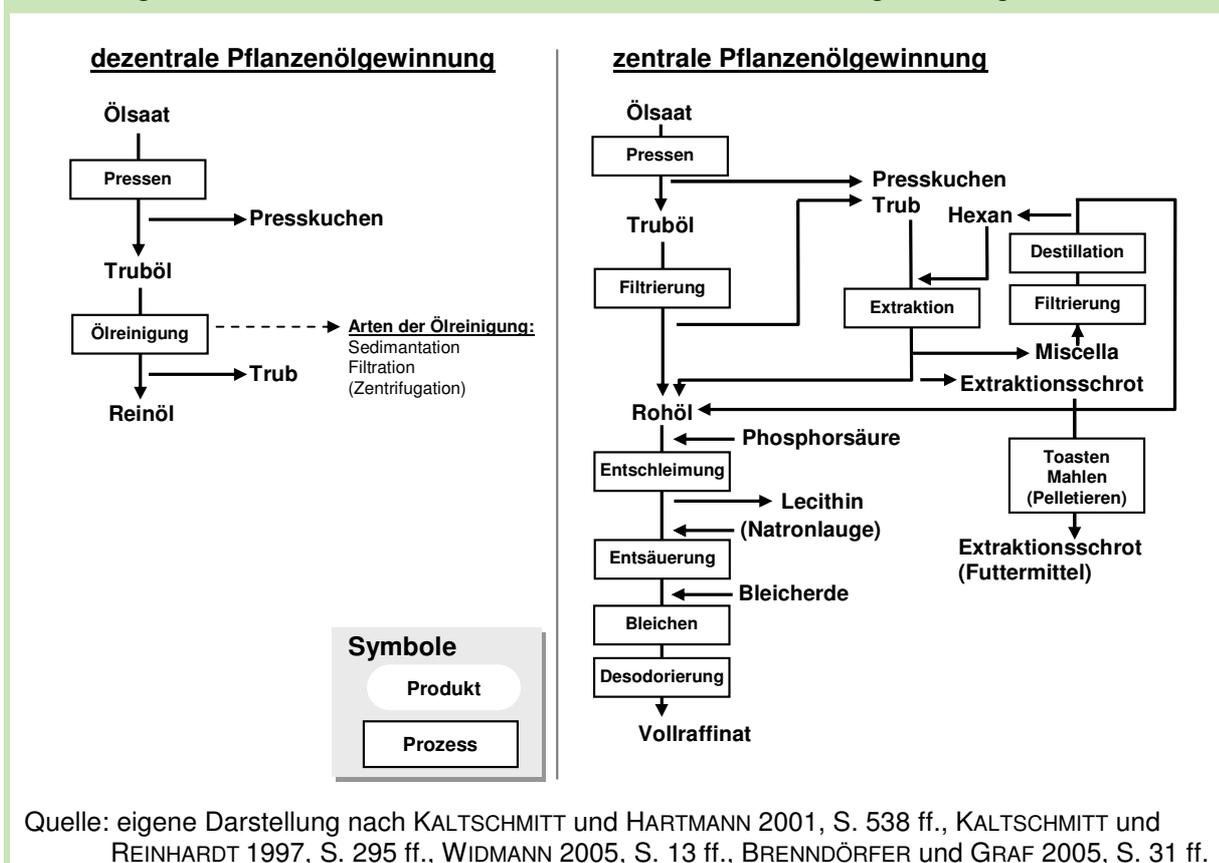 dezentrale Pflanzenölgewinnung
Ölsaat
Pressen
Presskuchen
Truböl
Ölreinigung
Arten der Ölreinigung:
Sedimantation
Filtration
(Zentrifugation)
Trub
Reinöl
Symbole
Produkt
Prozess
zentrale Pflanzenölgewinnung
Ölsaat
Pressen
Presskuchen
Trub
Hexan
Truböl
Destillation
Filtrierung
Extraktion
Filtrierung
Miscella
Extraktionsschrot
Rohöl
Phosphorsäure
Entschleimung
Toasten
Mahlen
(Pelletieren)
Lecithin
(Natronlauge)
Entsäuerung
Extraktionsschrot
(Futtermittel)
Bleicherde
Bleichen
Desodorierung
Vollraffinat
Quelle: eigene Darstellung nach KALTSCHMITT und HARTMANN 2001, S. 538 ff., KALTSCHMITT und
REINHARDT 1997, S. 295 ff., WIDMANN 2005, S. 13 ff., BRENNDÖRFER und GRAF 2005, S. 31 ff.